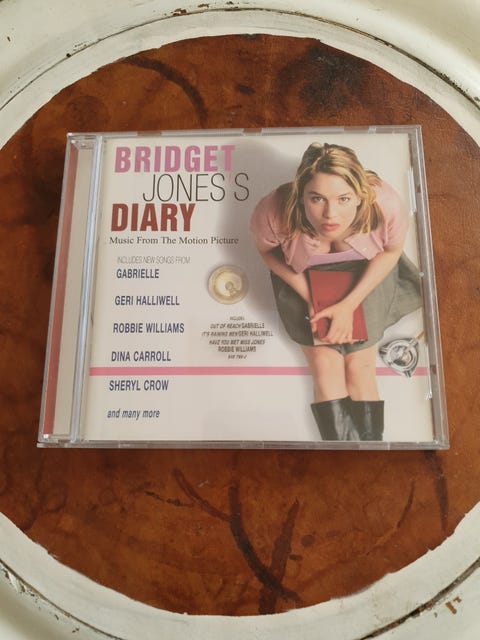 BRIDGET
JONES'S
DIARY
Music From The Motion Picture
INCLUDES NEW SONGS FROM
GABRIELLE
GERI HALLIWELL
ROBBIE WILLIAMS
DINA CARROLL
SHERYL CROW
and many more
INCLUDES
OUT OF REACH GABRIELLE
IT'S RAINING MEN GERI HALLIWELL
HAVE YOU MET MISS JONES
ROBBIE WILLIAMS